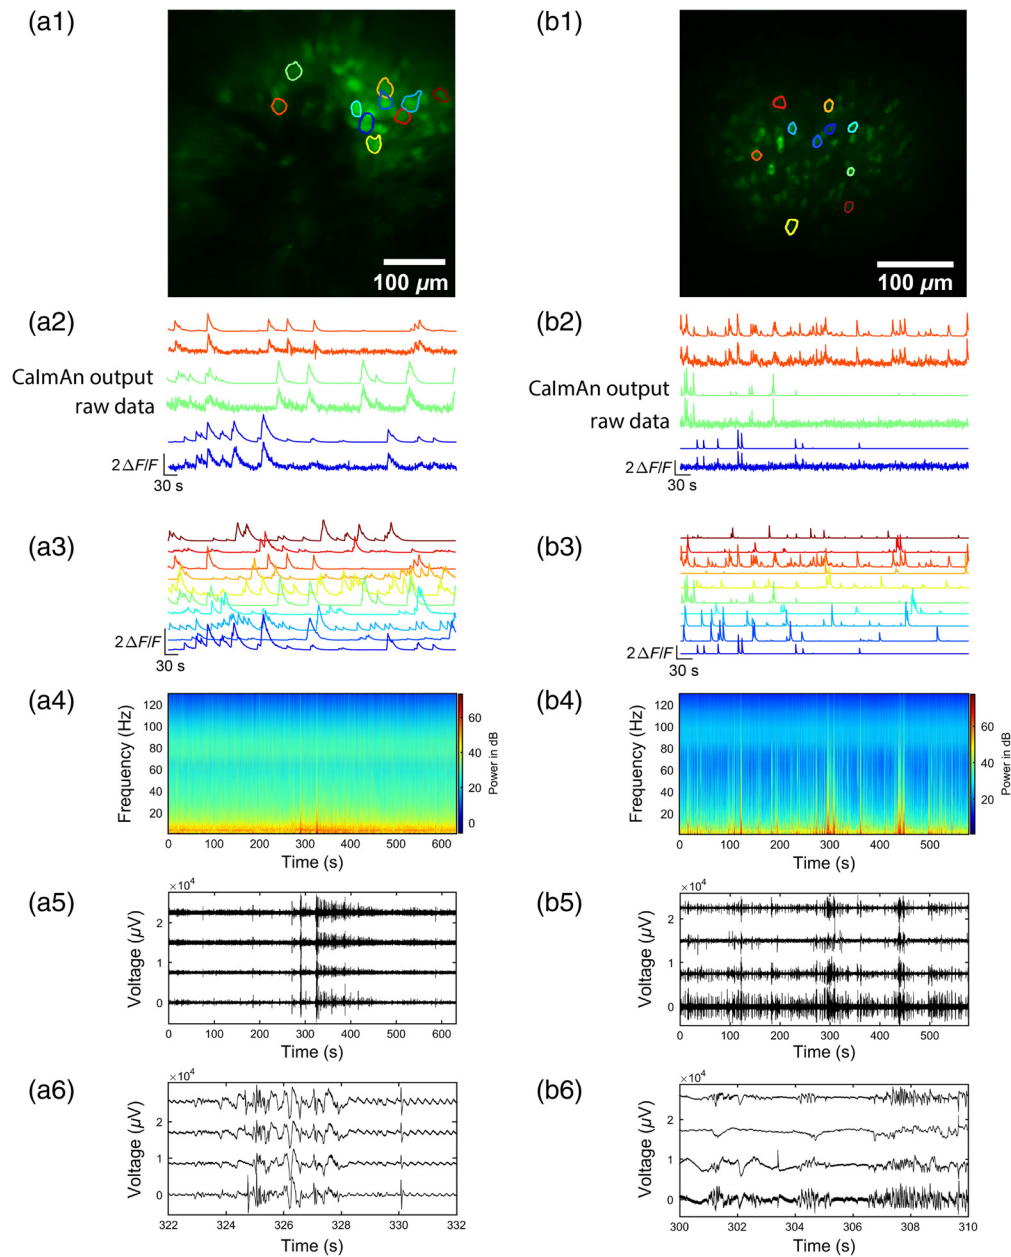 (a1)
100 µm
(b1)
100 µm
(a2)
CaImAn output
raw data
2 ΔF/F
30 s
(b2)
CaImAn output
raw data
2 ΔF/F
30 s
(a3)
2 ΔF/F
30 s
(b3)
2 ΔF/F
30 s
(a4)
Frequency (Hz)
120
100
80
60
40
20
0 100 200 300 400 500 600
Time (s)
60
40
20
0
Power in dB
(b4)
Frequency (Hz)
120
100
80
60
40
20
0 100 200 300 400 500
Time (s)
60
40
20
Power in dB
(a5)
×10⁴
Voltage (µV)
2
1
0
0 100 200 300 400 500 600
Time (s)
(b5)
×10⁴
Voltage (µV)
2
1
0
0 100 200 300 400 500
Time (s)
(a6)
×10⁴
Voltage (µV)
2
1
0
322 324 326 328 330 332
Time (s)
(b6)
×10⁴
Voltage (µV)
2
1
0
300 302 304 306 308 310
Time (s)